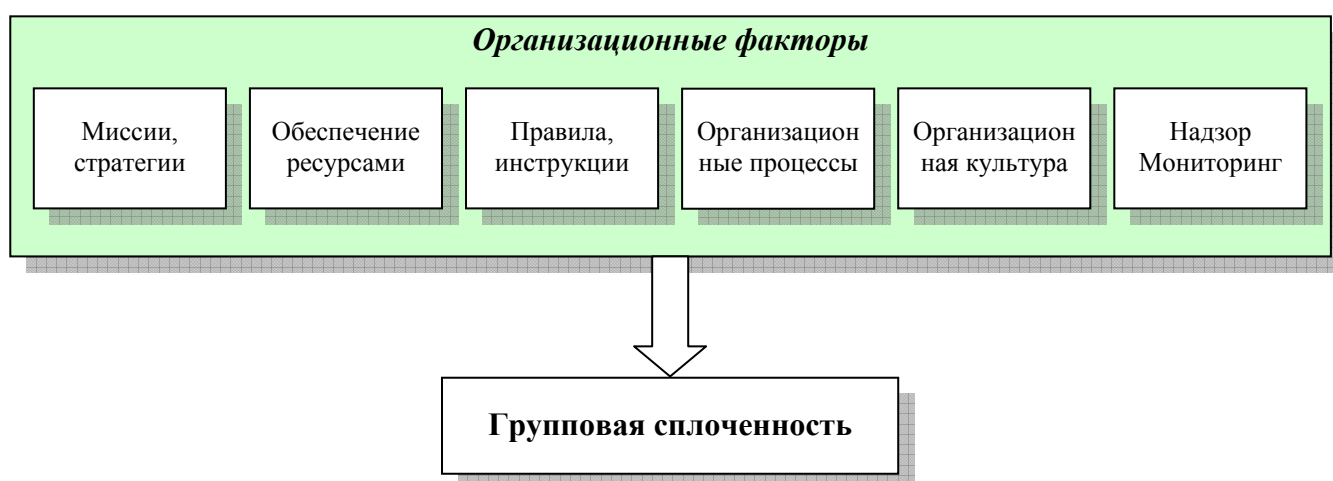 Организационные факторы
Миссии,
стратегии
Обеспечение
ресурсами
Правила,
инструкции
Организацион
ные процессы
Организацион
ная культура
Надзор
Мониторинг
Групповая сплоченность